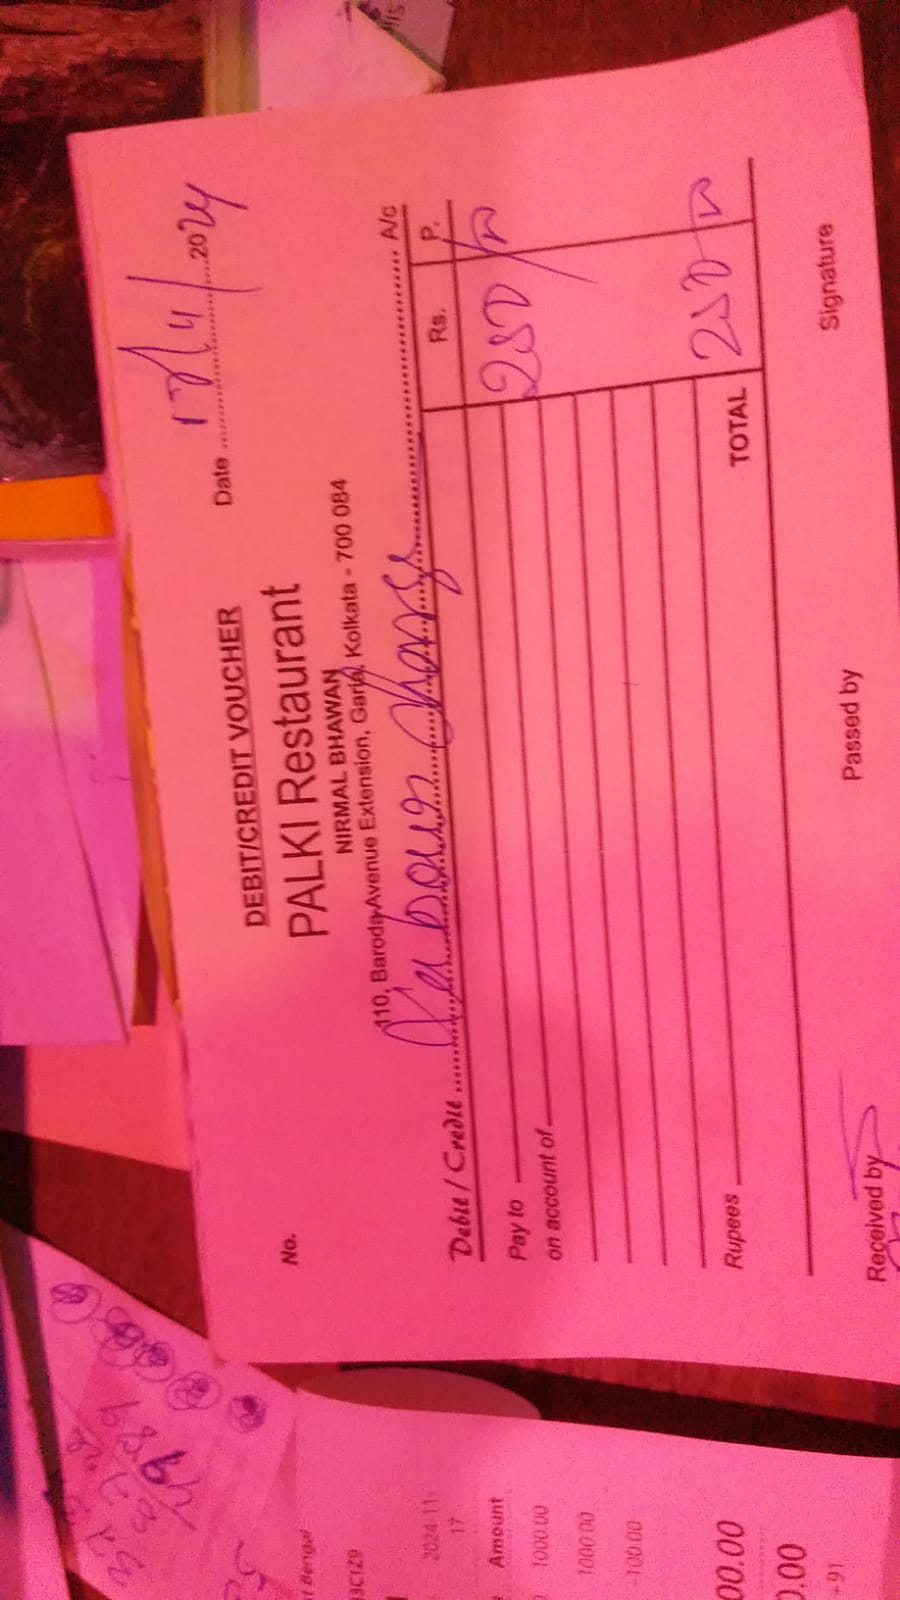 DEBIT/CREDIT VOUCHER
Date 17/11/2024
PALKI Restaurant
NIRMAL BHAWAN
110, Baroda Avenue Extension, Garia, Kolkata - 700 084
No.
Debit / Credit Labour charge A/c
Rs. P.
Pay to 250/-
on account of
Rupees TOTAL 250
Received by Passed by Signature
2024-11-
17
Amount
1000.00
1000.00
-100.00
00.00
0.00
+91